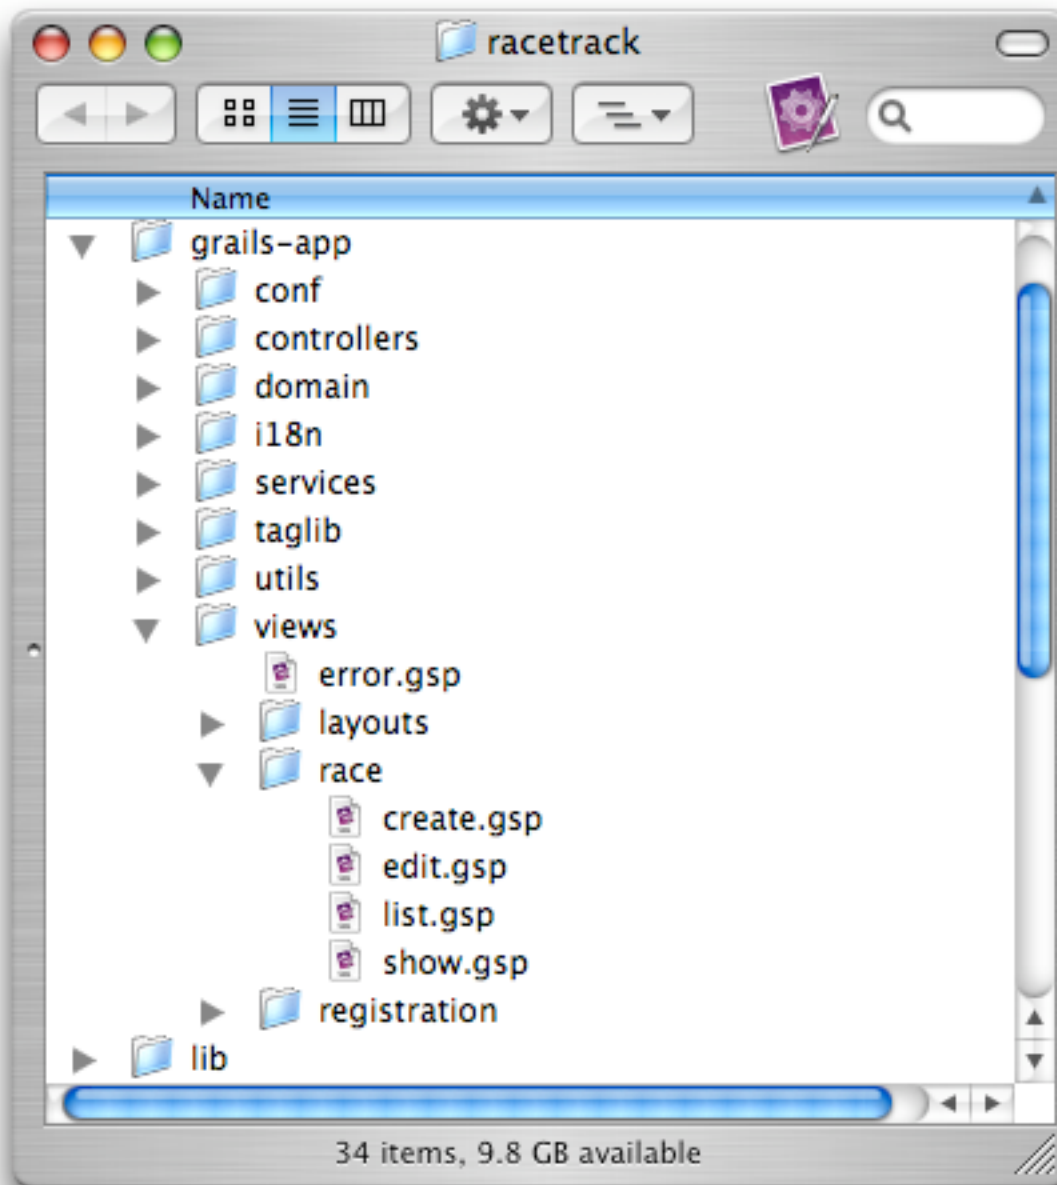 racetrack
Name
grails-app
conf
controllers
domain
i18n
services
taglib
utils
views
error.gsp
layouts
race
create.gsp
edit.gsp
list.gsp
show.gsp
registration
lib
34 items, 9.8 GB available